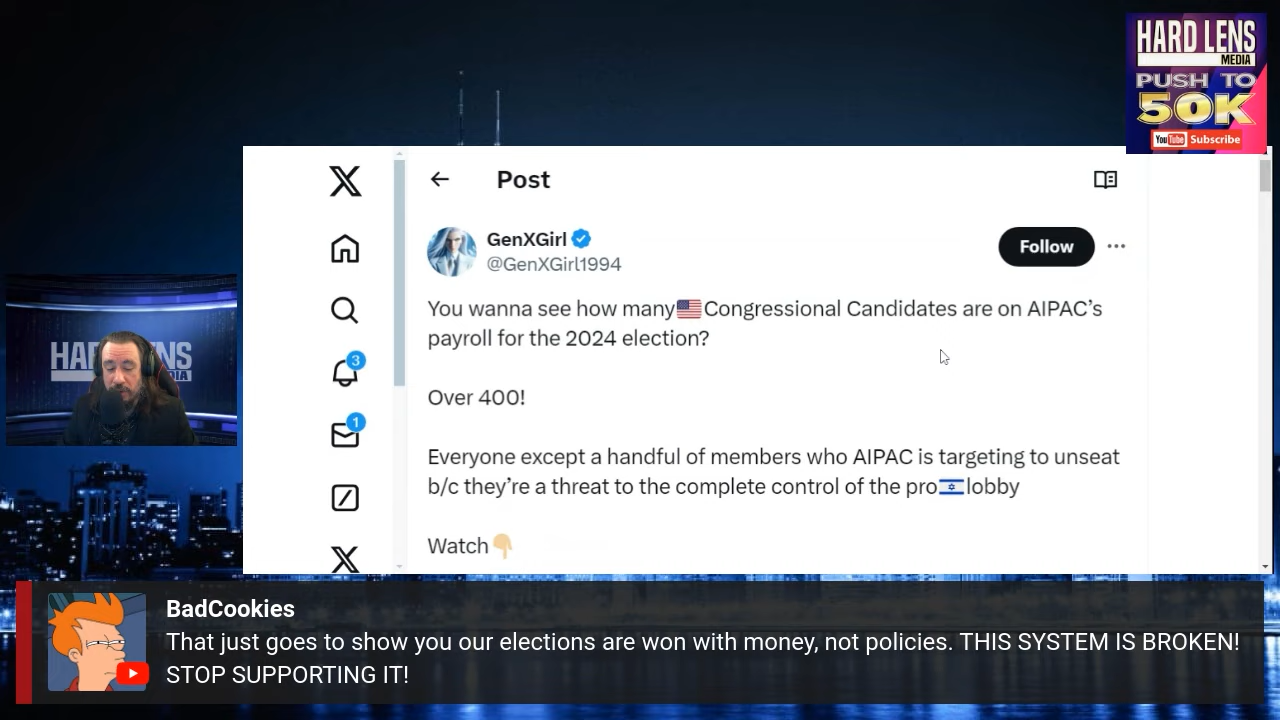 HARD LENS
MEDIA
PUSH TO
50K
YouTube Subscribe
Post
GenXGirl
@GenXGirl1994
Follow
You wanna see how many🇺🇸Congressional Candidates are on AIPAC’s
payroll for the 2024 election?
Over 400!
Everyone except a handful of members who AIPAC is targeting to unseat
b/c they’re a threat to the complete control of the pro🇮🇱lobby
Watch👇🏼
3
1
BadCookies
That just goes to show you our elections are won with money, not policies. THIS SYSTEM IS BROKEN!
STOP SUPPORTING IT!